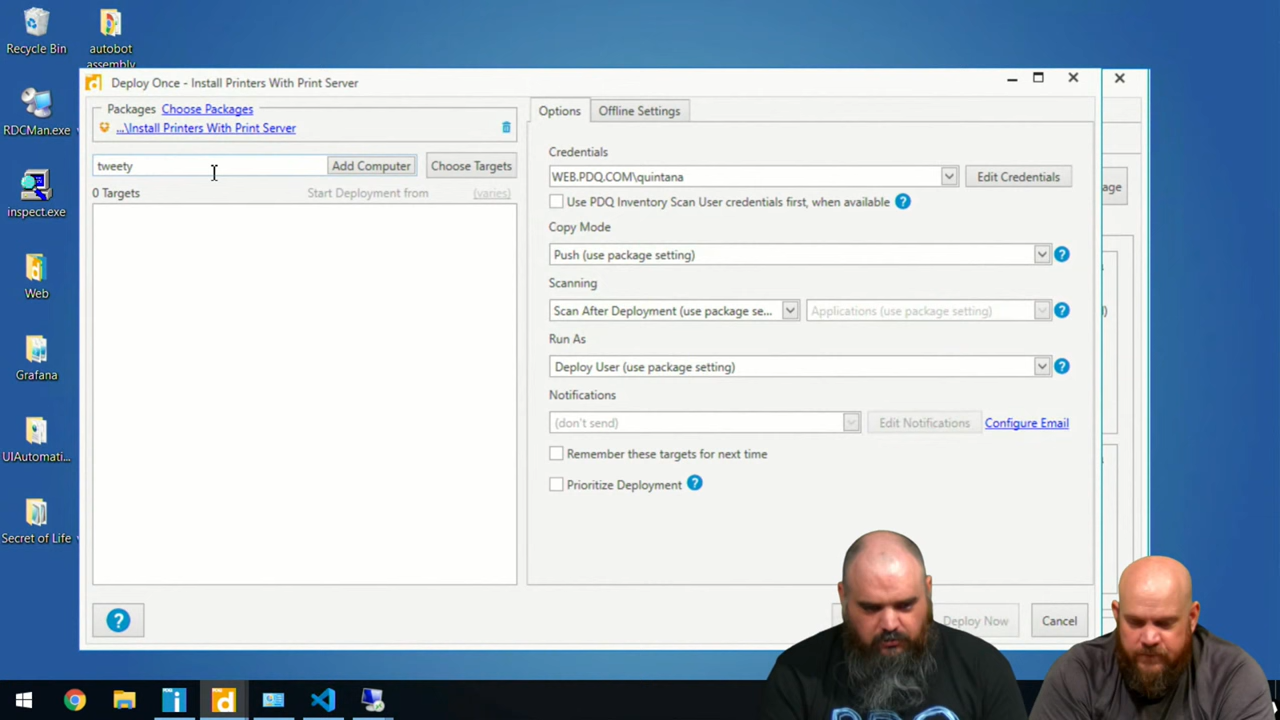 Recycle Bin
autobot
assembly
RDCMan.exe
inspect.exe
Web
Grafana
UIAutomati...
Secret of Life
Deploy Once - Install Printers With Print Server
Packages Choose Packages
...\Install Printers With Print Server
tweety
Add Computer
Choose Targets
0 Targets
Start Deployment from
(varies)
Options
Offline Settings
Credentials
WEB.PDQ.COM\quintana
Edit Credentials
Use PDQ Inventory Scan User credentials first, when available
Copy Mode
Push (use package setting)
Scanning
Scan After Deployment (use package se...
Applications (use package setting)
Run As
Deploy User (use package setting)
Notifications
(don't send)
Edit Notifications
Configure Email
Remember these targets for next time
Prioritize Deployment
Deploy Now
Cancel
age